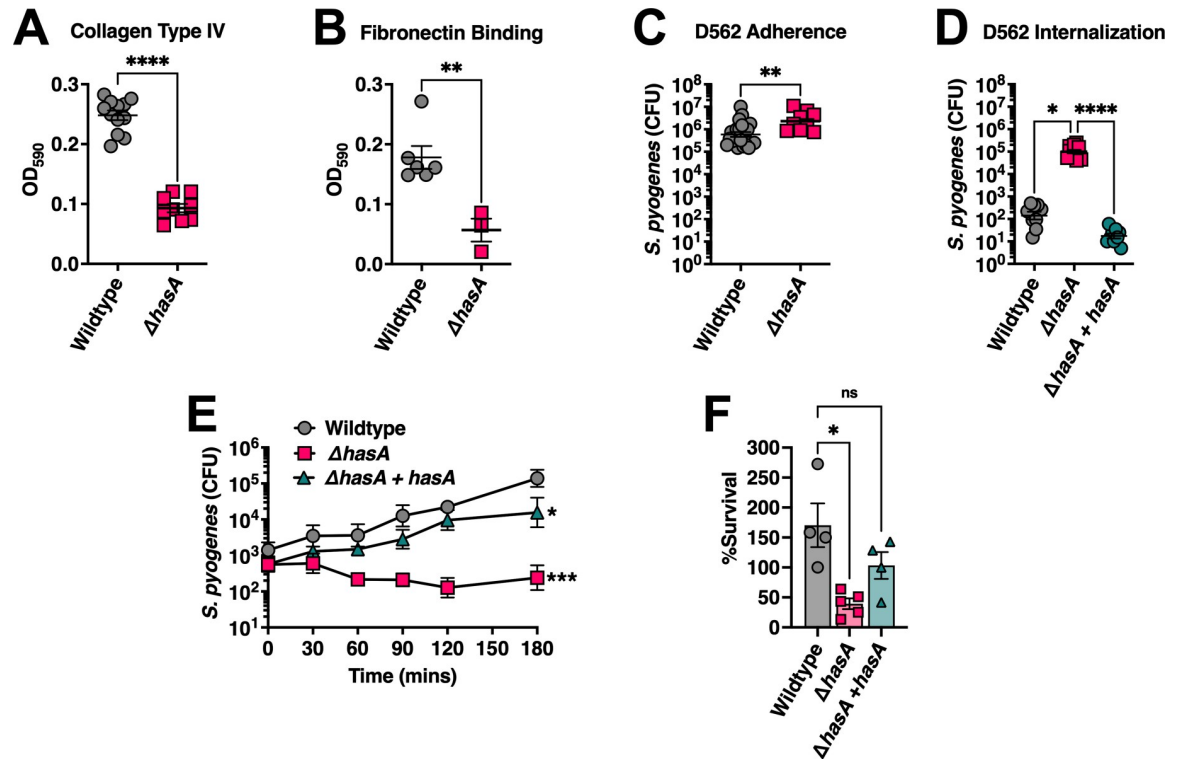 A Collagen Type IV
****
OD590
0.3
0.2
0.1
0.0
Wildtype
ΔhasA
B Fibronectin Binding
**
OD590
0.3
0.2
0.1
0.0
Wildtype
ΔhasA
C D562 Adherence
**
S. pyogenes (CFU)
10^8
10^7
10^6
10^5
10^4
10^3
10^2
10^1
10^0
Wildtype
ΔhasA
D D562 Internalization
* ****
S. pyogenes (CFU)
10^8
10^7
10^6
10^5
10^4
10^3
10^2
10^1
10^0
Wildtype
ΔhasA
ΔhasA + hasA
E
Wildtype
ΔhasA
ΔhasA + hasA
S. pyogenes (CFU)
10^6
10^5
10^4
10^3
10^2
10^1
*
***
0 30 60 90 120 150 180
Time (mins)
F
ns
*
%Survival
300
250
200
150
100
50
0
Wildtype
ΔhasA
ΔhasA +hasA